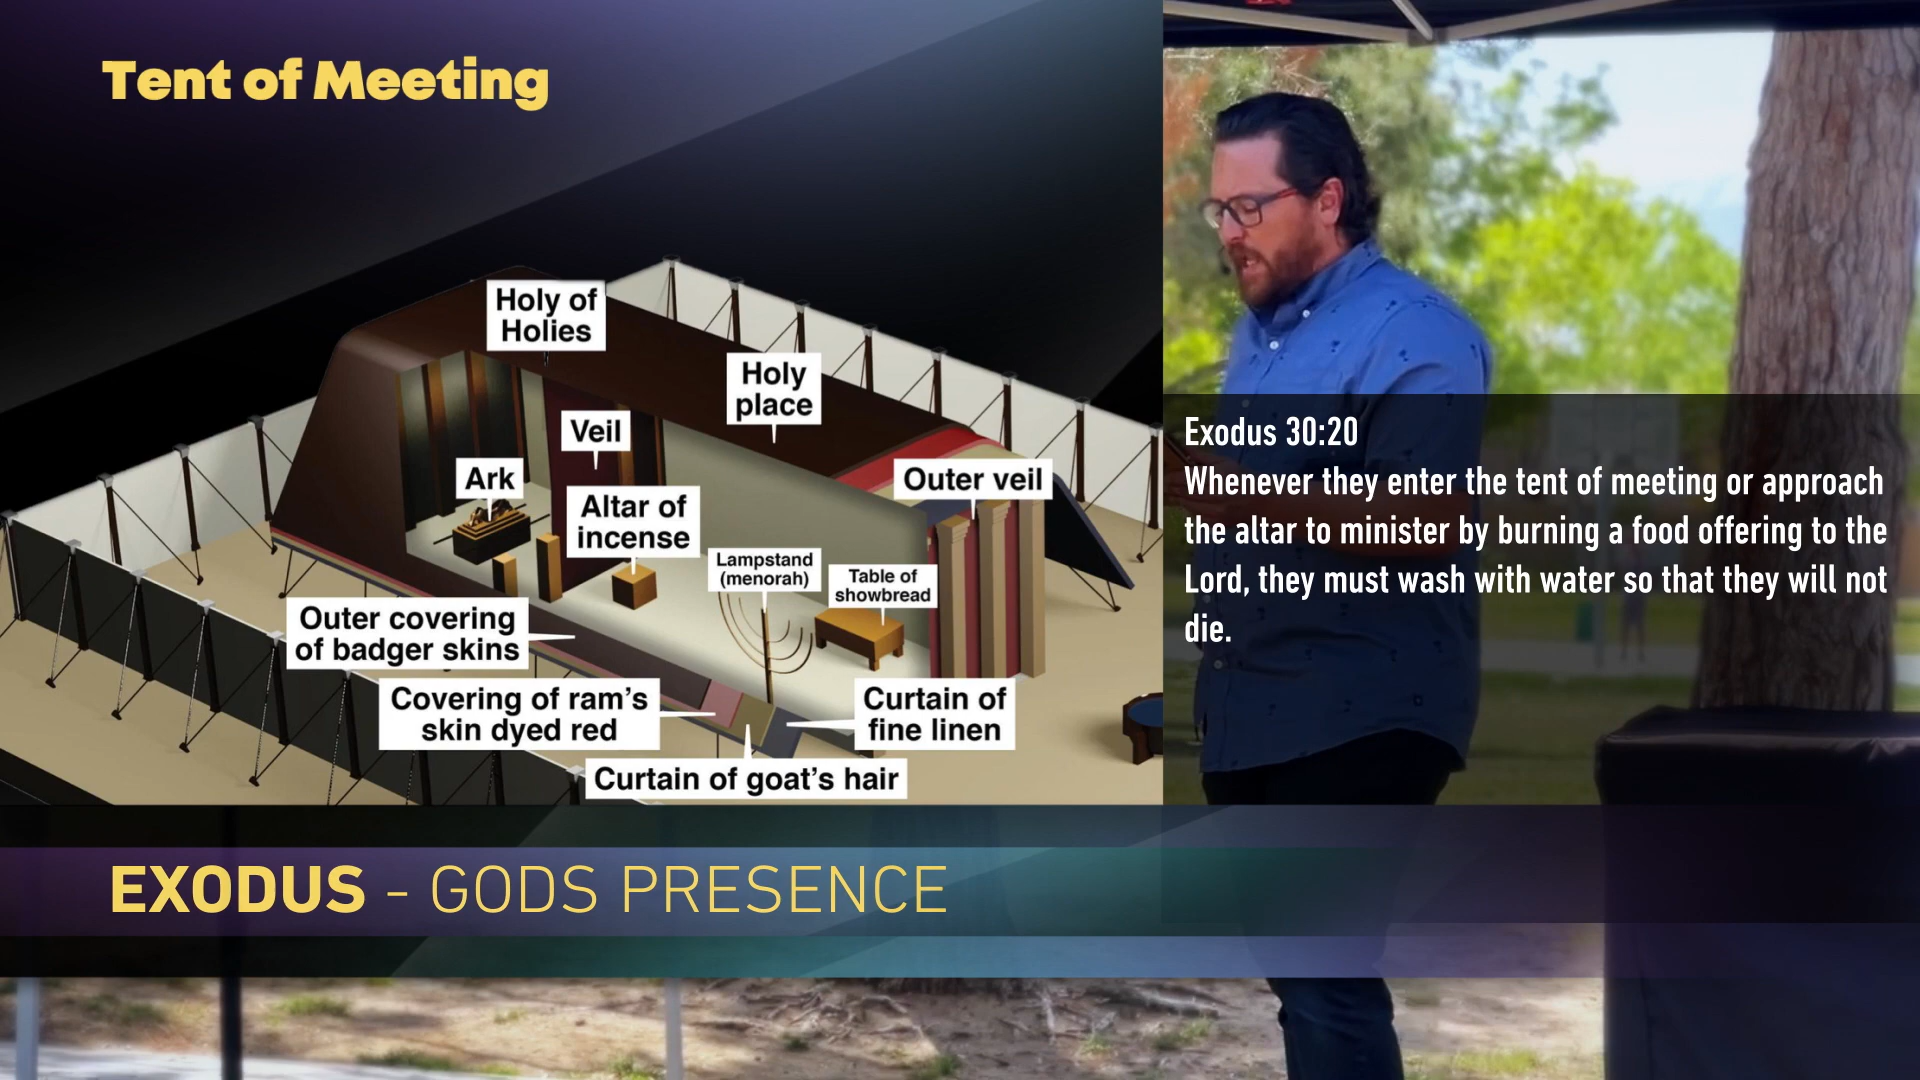 Tent of Meeting
Holy of
Holies
Holy
place
Veil
Ark
Outer veil
Altar of
incense
Lampstand
(menorah)
Table of
showbread
Outer covering
of badger skins
Covering of ram’s
skin dyed red
Curtain of
fine linen
Curtain of goat’s hair
Exodus 30:20
Whenever they enter the tent of meeting or approach
the altar to minister by burning a food offering to the
Lord, they must wash with water so that they will not
die.
EXODUS - GODS PRESENCE